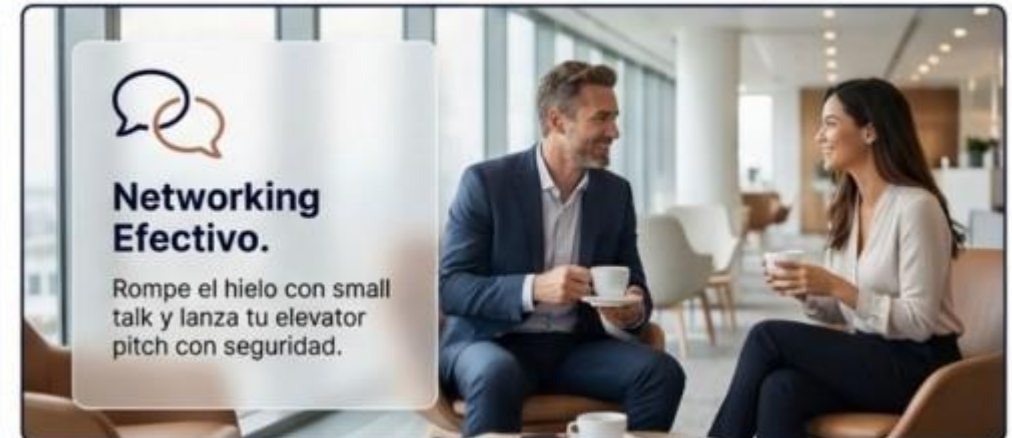 Networking
Efectivo.
Rompe el hielo con small
talk y lanza tu elevator
pitch con seguridad.